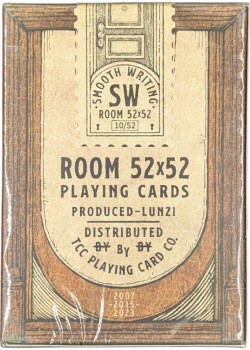 SMOOTH WRITING
SW
ROOM 52x52
10/52
ROOM 52x52
PLAYING CARDS
PRODUCED-LUNZI
DISTRIBUTED
BY By BY
TCC PLAYING CARD CO.
2002
-2015-
2023